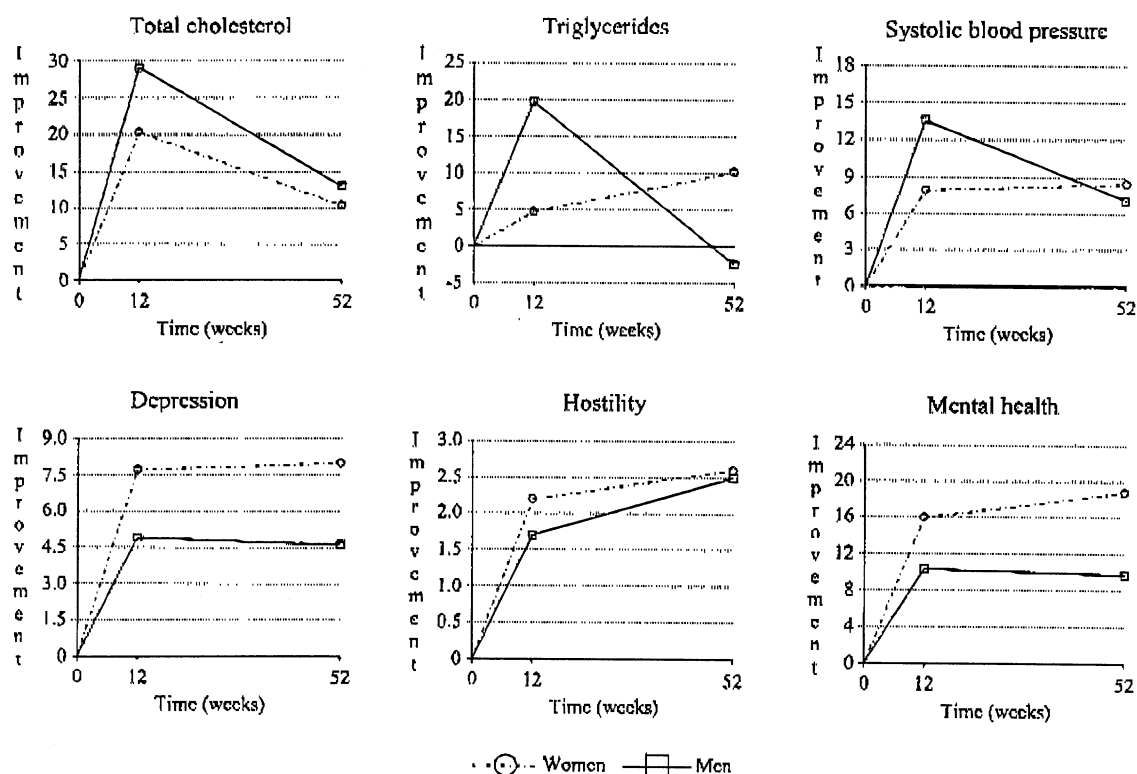 Total cholesterol
Improvement
30
25
20
15
10
5
0
0 12 52
Time (weeks)
Triglycerides
Improvement
25
20
15
10
5
0
-5
0 12 52
Time (weeks)
Systolic blood pressure
Improvement
18
15
12
9
6
3
0
0 12 52
Time (weeks)
Depression
Improvement
9.0
7.5
6.0
4.5
3.0
1.5
0
0 12 52
Time (weeks)
Hostility
Improvement
3.0
2.5
2.0
1.5
1.0
0.5
0
0 12 52
Time (weeks)
Mental health
Improvement
24
20
16
12
8
4
0
0 12 52
Time (weeks)
Women Men